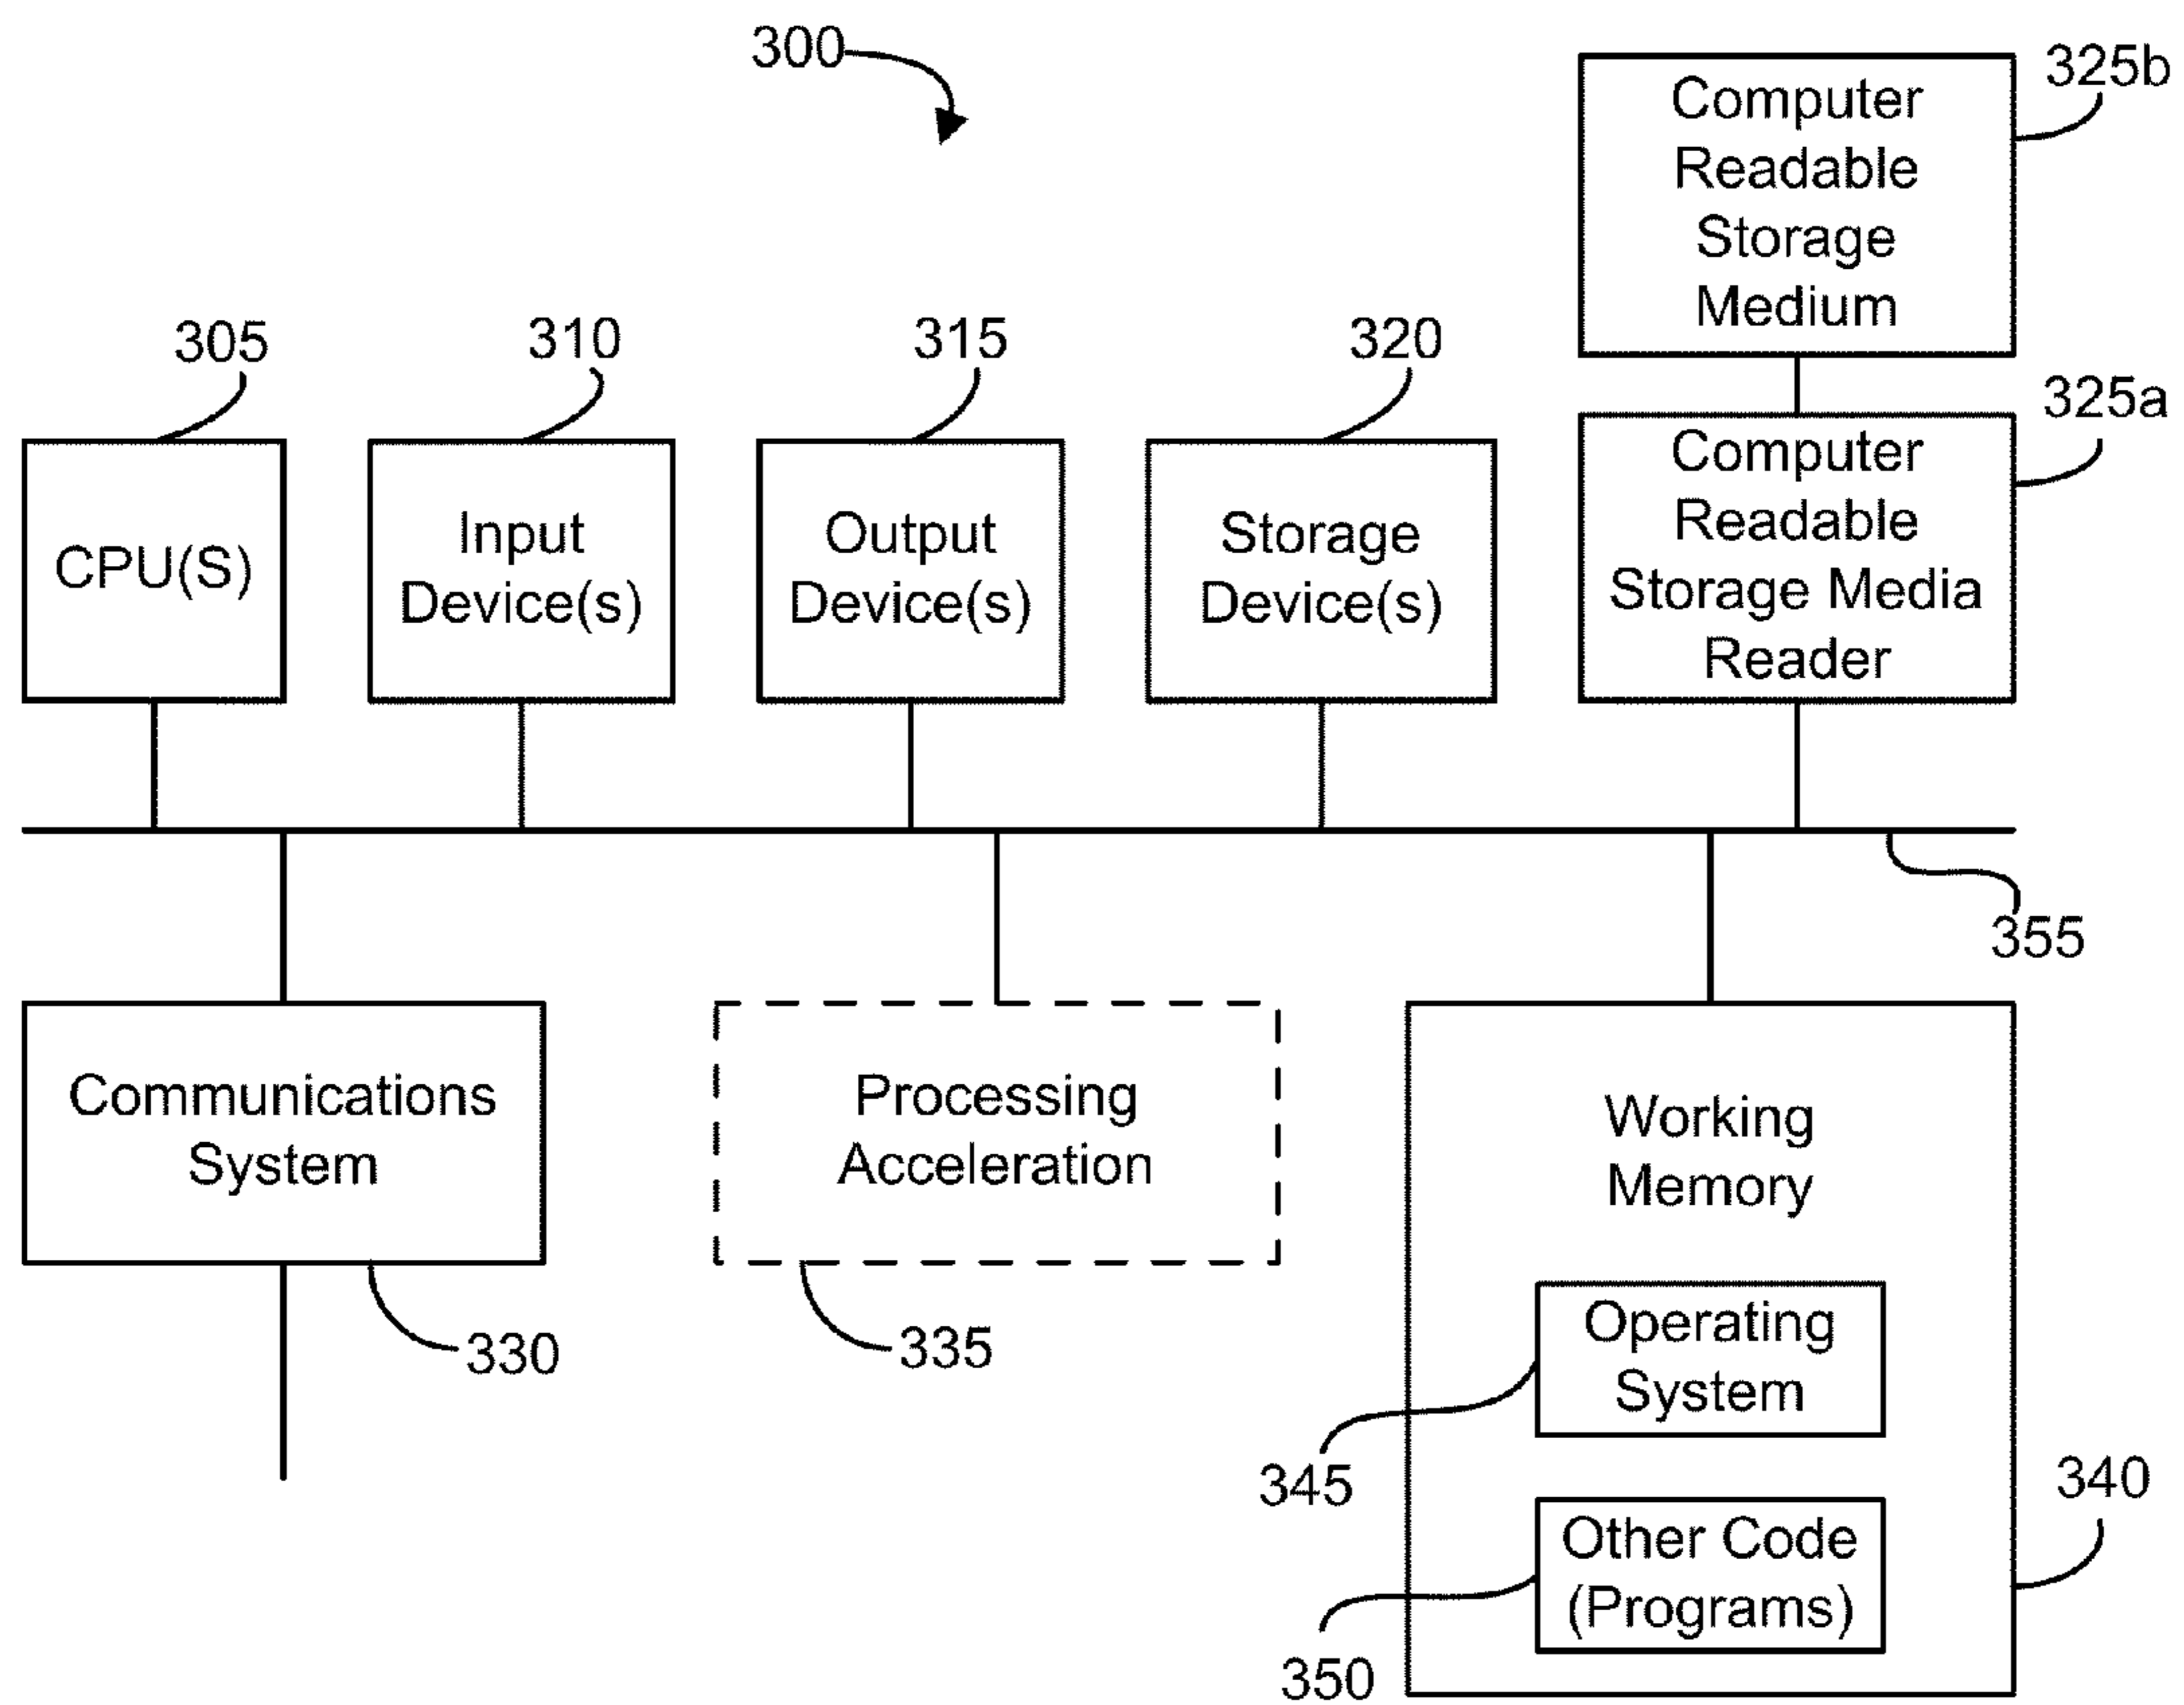 300
325b
Computer
Readable
Storage
Medium
305
310
315
320
325a
CPU(S)
Input
Device(s)
Output
Device(s)
Storage
Device(s)
Computer
Readable
Storage Media
Reader
355
Communications
System
330
Processing
Acceleration
335
Working
Memory
Operating
System
345
340
Other Code
(Programs)
350